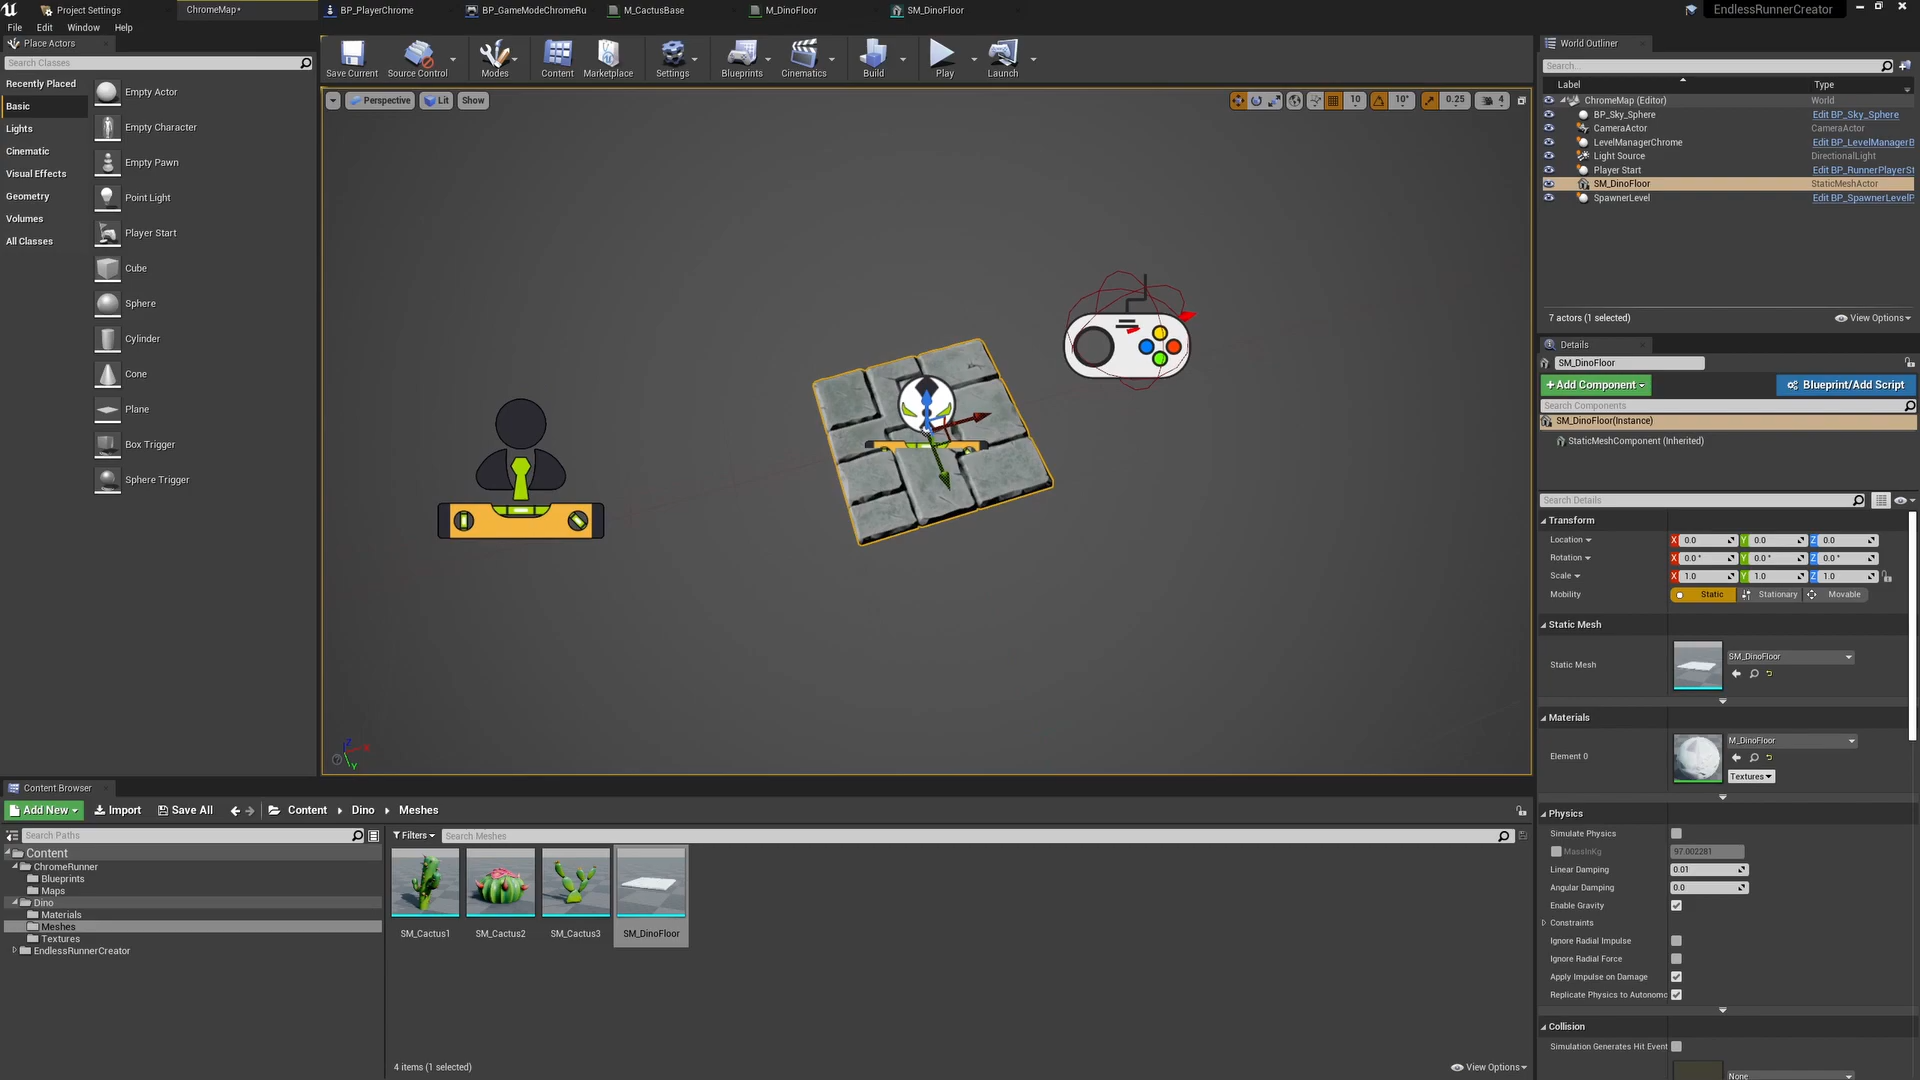 Project Settings
ChromeMap•
BP_PlayerChrome
BP_GameModeChromeRu
M_CactusBase
M_DinoFloor
SM_DinoFloor
EndlessRunnerCreator
File Edit Window Help
Place Actors
Search Classes
Recently Placed
Basic
Lights
Cinematic
Visual Effects
Geometry
Volumes
All Classes
Empty Actor
Empty Character
Empty Pawn
Point Light
Player Start
Cube
Sphere
Cylinder
Cone
Plane
Box Trigger
Sphere Trigger
Save Current
Source Control
Modes
Content
Marketplace
Settings
Blueprints
Cinematics
Build
Play
Launch
Perspective
Lit
Show
10
10°
0.25
4
X
Z
Y
World Outliner
Search...
Label Type
ChromeMap (Editor) World
BP_Sky_Sphere Edit BP_Sky_Sphere
CameraActor CameraActor
LevelManagerChrome Edit BP_LevelManagerB
Light Source DirectionalLight
Player Start Edit BP_RunnerPlayerSt
SM_DinoFloor StaticMeshActor
SpawnerLevel Edit BP_SpawnerLevelP
7 actors (1 selected)
View Options
Details
SM_DinoFloor
+Add Component
Blueprint/Add Script
Search Components
SM_DinoFloor(Instance)
StaticMeshComponent (Inherited)
Search Details
Transform
Location X 0.0 Y 0.0 Z 0.0
Rotation X 0.0 ° Y 0.0 ° Z 0.0 °
Scale X 1.0 Y 1.0 Z 1.0
Mobility Static Stationary Movable
Static Mesh
Static Mesh SM_DinoFloor
Materials
Element 0 M_DinoFloor
Textures
Physics
Simulate Physics
MassInKg 97.002281
Linear Damping 0.01
Angular Damping 0.0
Enable Gravity
Constraints
Ignore Radial Impulse
Ignore Radial Force
Apply Impulse on Damage
Replicate Physics to Autonomo
Collision
Simulation Generates Hit Event
None
Content Browser
Add New
Import
Save All
Content
Dino
Meshes
Search Paths
Filters
Search Meshes
Content
ChromeRunner
Blueprints
Maps
Dino
Materials
Meshes
Textures
EndlessRunnerCreator
SM_Cactus1
SM_Cactus2
SM_Cactus3
SM_DinoFloor
4 items (1 selected)
View Options